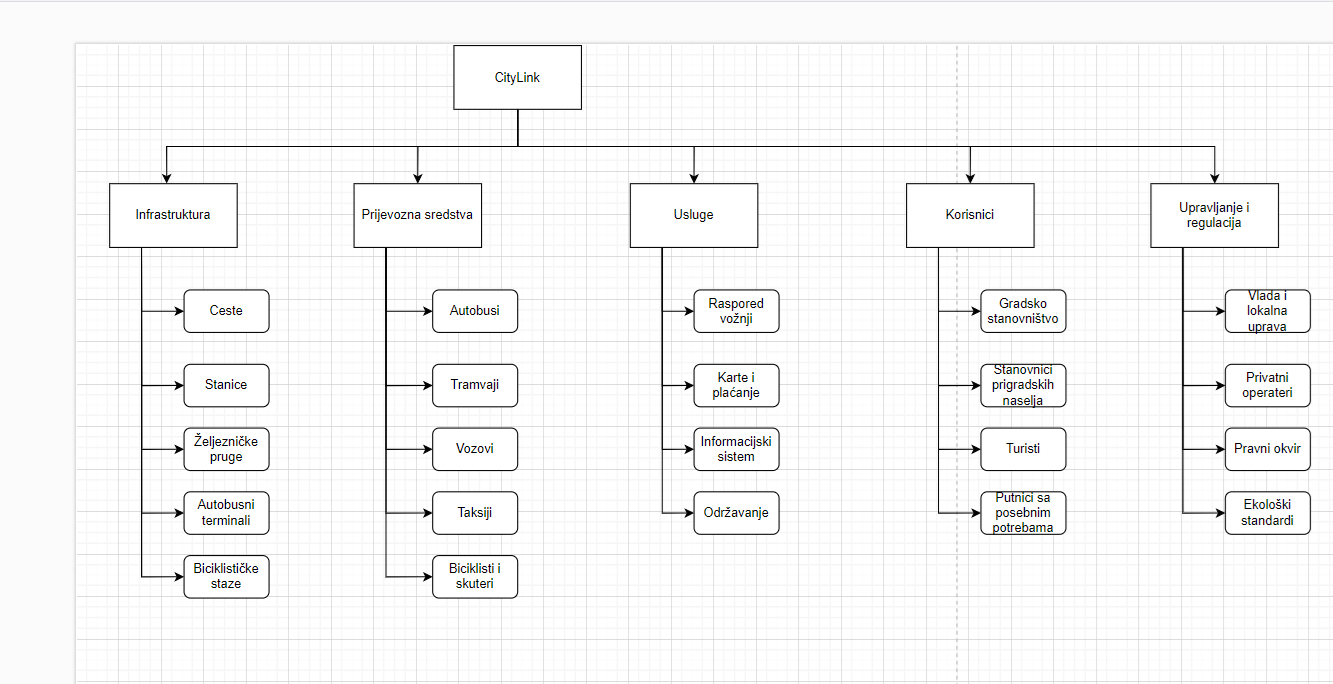 CityLink
Infrastruktura
Prijevozna sredstva
Usluge
Korisnici
Upravljanje i
regulacija
Ceste
Autobusi
Raspored
vožnji
Gradsko
stanovništvo
Vlada i
lokalna
uprava
Stanice
Tramvaji
Karte i
plaćanje
Stanovnici
prigradskih
naselja
Privatni
operateri
Željezničke
pruge
Vozovi
Informacijski
sistem
Turisti
Pravni okvir
Autobusni
terminali
Taksiji
Održavanje
Putnici sa
posebnim
potrebama
Ekološki
standardi
Biciklističke
staze
Biciklisti i
skuteri